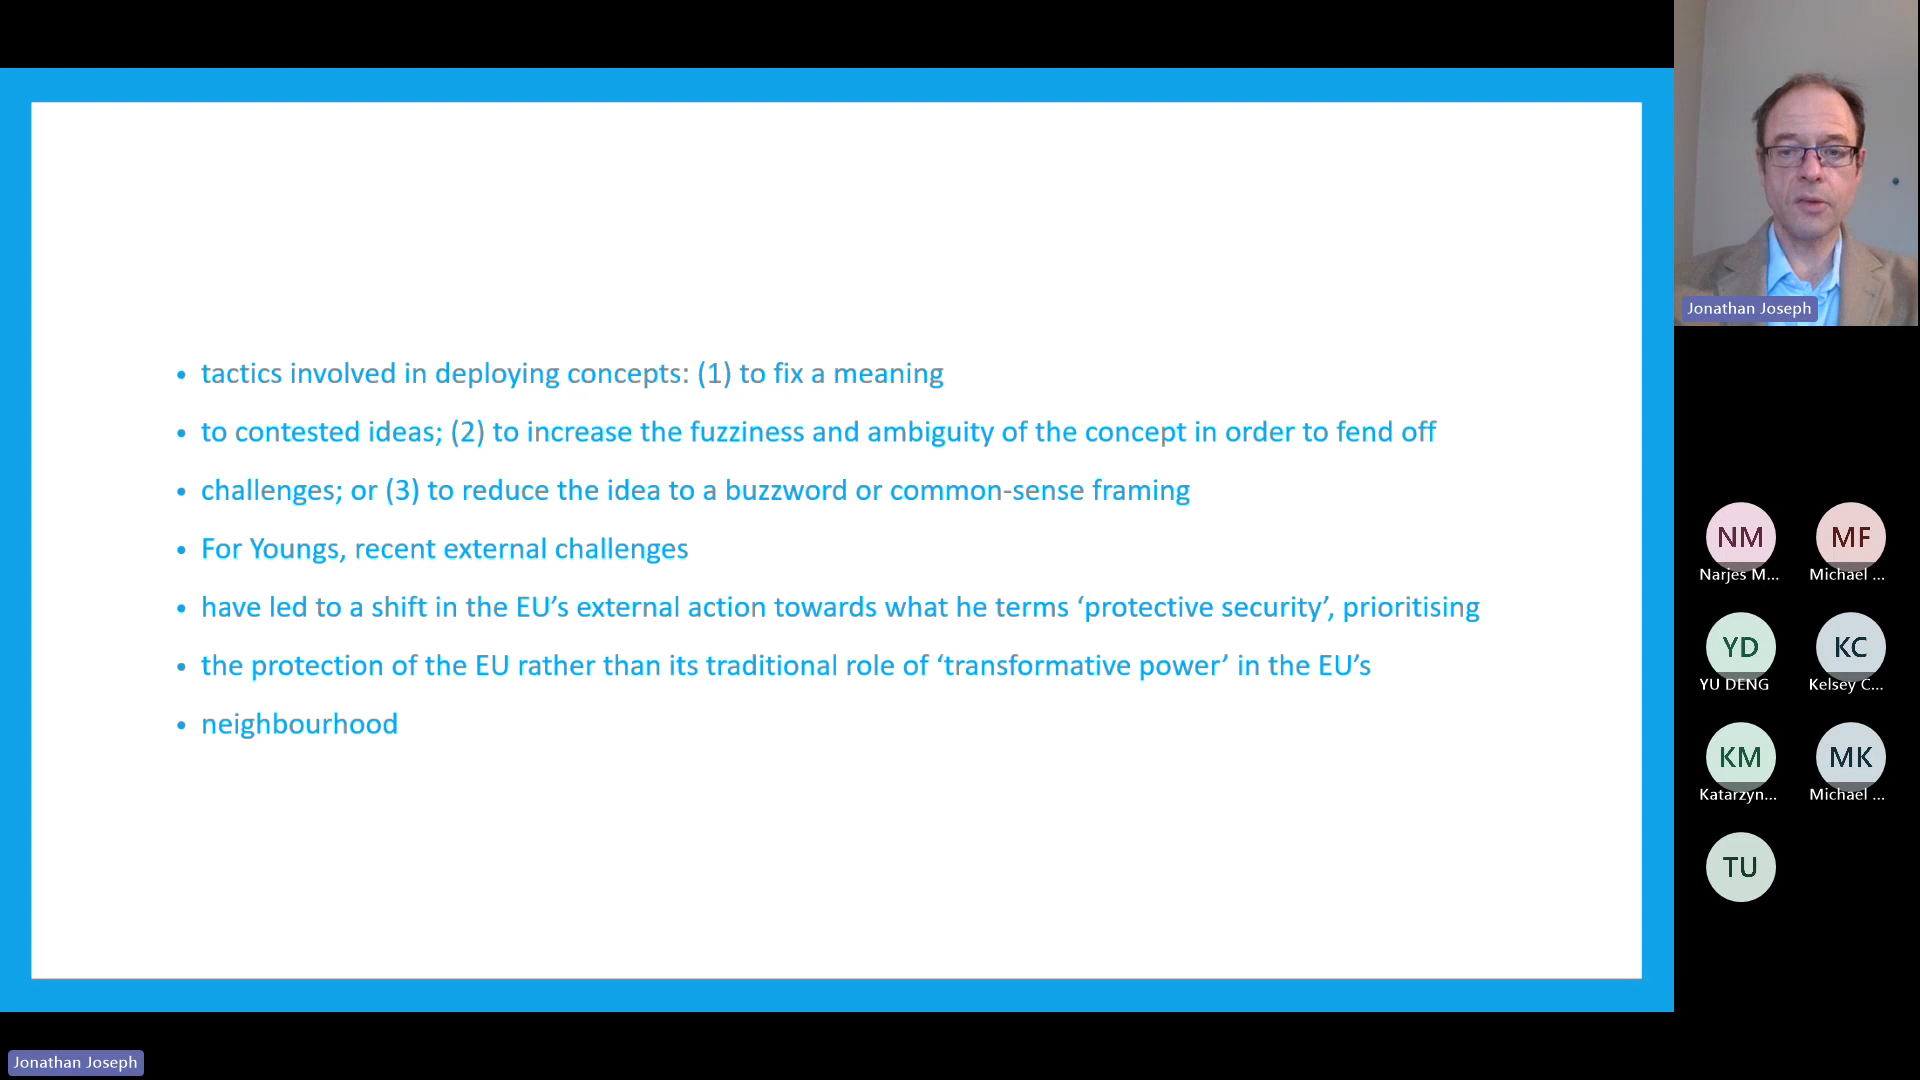 • tactics involved in deploying concepts: (1) to fix a meaning
• to contested ideas; (2) to increase the fuzziness and ambiguity of the concept in order to fend off
• challenges; or (3) to reduce the idea to a buzzword or common-sense framing
• For Youngs, recent external challenges
• have led to a shift in the EU’s external action towards what he terms ‘protective security’, prioritising
• the protection of the EU rather than its traditional role of ‘transformative power’ in the EU’s
• neighbourhood
Jonathan Joseph
NM MF
Narjes M... Michael ...
YD KC
YU DENG Kelsey C...
KM MK
Katarzyn... Michael ...
TU
Jonathan Joseph